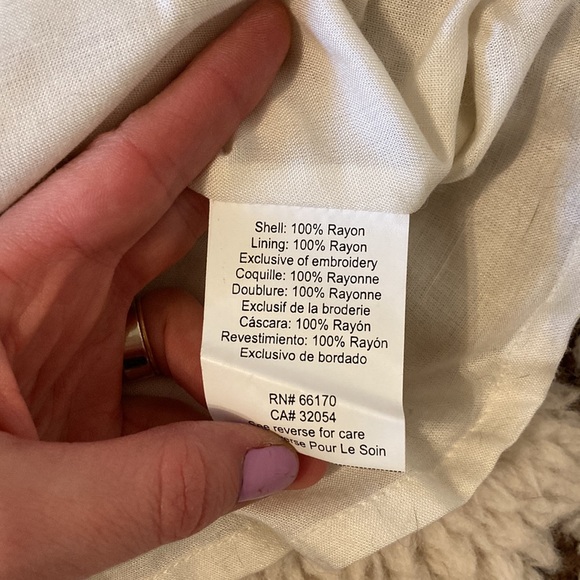 Shell: 100% Rayon
Lining: 100% Rayon
Exclusive of embroidery
Coquille: 100% Rayonne
Doublure: 100% Rayonne
Exclusif de la broderie
Cáscara: 100% Rayón
Revestimiento: 100% Rayón
Exclusivo de bordado
RN# 66170
CA# 32054
See reverse for care
Pour Le Soin